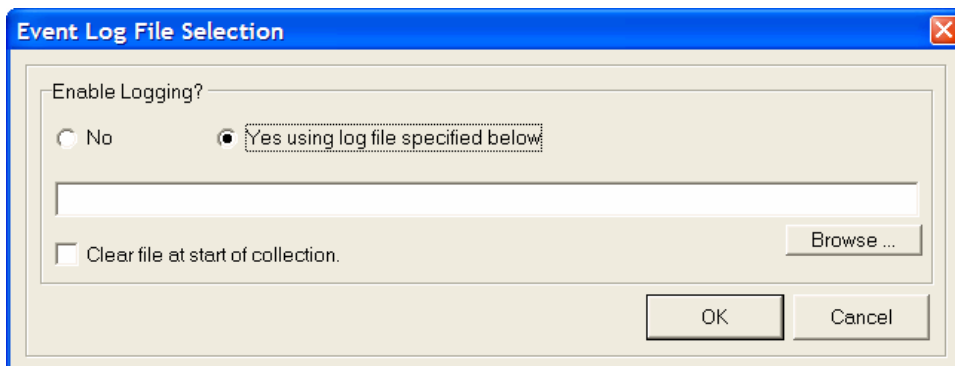 Event Log File Selection
Enable Logging?
No
Yes using log file specified below
Browse ...
Clear file at start of collection.
OK
Cancel